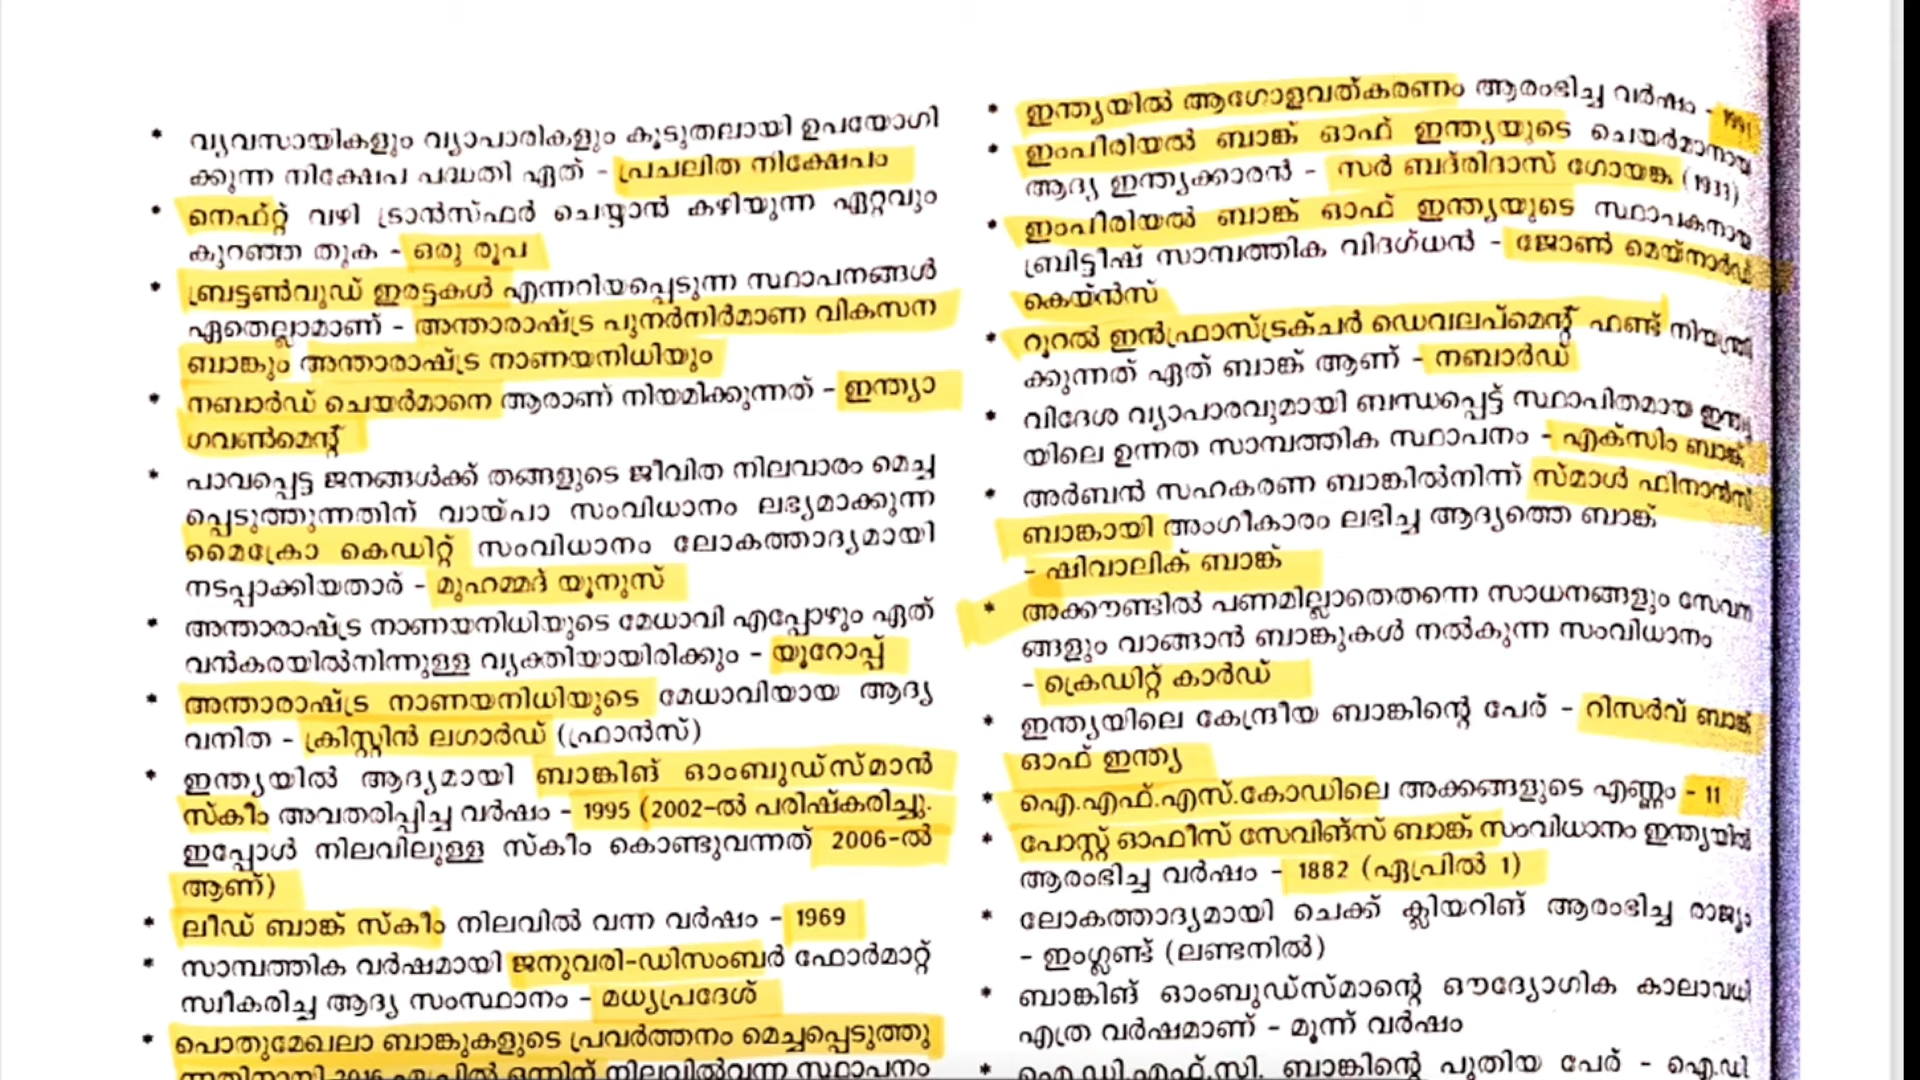 * വ്യവസായികളും വ്യാപാരികളും കൂടുതലായി ഉപയോഗി
ക്കുന്ന നിക്ഷേപ പദ്ധതി ഏത് – പ്രചലിത നിക്ഷേപം
* നെഫ്റ്റ് വഴി ട്രാൻസ്ഫർ ചെയ്യാൻ കഴിയുന്ന ഏറ്റവും
കുറഞ്ഞ തുക – ഒരു രൂപ
* ബ്രട്ടൺവുഡ് ഇരട്ടകൾ എന്നറിയപ്പെടുന്ന സ്ഥാപനങ്ങൾ
ഏതെല്ലാമാണ് – അന്താരാഷ്ട്ര പുനർനിർമാണ വികസന
ബാങ്കും അന്താരാഷ്ട്ര നാണയനിധിയും
* നബാർഡ് ചെയർമാനെ ആരാണ് നിയമിക്കുന്നത് – ഇന്ത്യാ
ഗവൺമെന്റ്
* പാവപ്പെട്ട ജനങ്ങൾക്ക് തങ്ങളുടെ ജീവിത നിലവാരം മെച്ച
പ്പെടുത്തുന്നതിന് വായ്പാ സംവിധാനം ലഭ്യമാക്കുന്ന
മൈക്രോ കെഡിറ്റ് സംവിധാനം ലോകത്താദ്യമായി
നടപ്പാക്കിയതാര് – മുഹമ്മദ് യൂനുസ്
* അന്താരാഷ്ട്ര നാണയനിധിയുടെ മേധാവി എപ്പോഴും ഏത്
വൻകരയിൽനിന്നുള്ള വ്യക്തിയായിരിക്കും – യൂറോപ്പ്
* അന്താരാഷ്ട്ര നാണയനിധിയുടെ മേധാവിയായ ആദ്യ
വനിത – ക്രിസ്റ്റിൻ ലഗാർഡ് (ഫ്രാൻസ്)
* ഇന്ത്യയിൽ ആദ്യമായി ബാങ്കിങ് ഓംബുഡ്സ്മാൻ
സ്കീം അവതരിപ്പിച്ച വർഷം – 1995 (2002-ൽ പരിഷ്കരിച്ചു.
ഇപ്പോൾ നിലവിലുള്ള സ്കീം കൊണ്ടുവന്നത് 2006-ൽ
ആണ്)
* ലീഡ് ബാങ്ക് സ്കീം നിലവിൽ വന്ന വർഷം – 1969
* സാമ്പത്തിക വർഷമായി ജനുവരി-ഡിസംബർ ഫോർമാറ്റ്
സ്വീകരിച്ച ആദ്യ സംസ്ഥാനം – മധ്യപ്രദേശ്
* പൊതുമേഖലാ ബാങ്കുകളുടെ പ്രവർത്തനം മെച്ചപ്പെടുത്തു
ന്നതിനായി 2016 ഏപ്രിൽ ഒന്നിന് നിലവിൽവന്ന സ്ഥാപനം
* ഇന്ത്യയിൽ ആഗോളവത്കരണം ആരംഭിച്ച വർഷം – 1991
* ഇംപീരിയൽ ബാങ്ക് ഓഫ് ഇന്ത്യയുടെ ചെയർമാനായ
ആദ്യ ഇന്ത്യക്കാരൻ – സർ ബദ്രിദാസ് ഗോയങ്ക (1933)
* ഇംപീരിയൽ ബാങ്ക് ഓഫ് ഇന്ത്യയുടെ സ്ഥാപകനായ
ബ്രിട്ടീഷ് സാമ്പത്തിക വിദഗ്ധൻ – ജോൺ മെയ്നാർഡ്
കെയ്ൻസ്
* റൂറൽ ഇൻഫ്രാസ്ട്രക്ചർ ഡെവലപ്മെന്റ് ഫണ്ട് നിയന്ത്രി
ക്കുന്നത് ഏത് ബാങ്ക് ആണ് – നബാർഡ്
* വിദേശ വ്യാപാരവുമായി ബന്ധപ്പെട്ട് സ്ഥാപിതമായ ഇന്ത്യ
യിലെ ഉന്നത സാമ്പത്തിക സ്ഥാപനം – എക്സിം ബാങ്ക്
* അർബൻ സഹകരണ ബാങ്കിൽനിന്ന് സ്മാൾ ഫിനാൻസ്
ബാങ്കായി അംഗീകാരം ലഭിച്ച ആദ്യത്തെ ബാങ്ക്
– ഷിവാലിക് ബാങ്ക്
* അക്കൗണ്ടിൽ പണമില്ലാതെതന്നെ സാധനങ്ങളും സേവന
ങ്ങളും വാങ്ങാൻ ബാങ്കുകൾ നൽകുന്ന സംവിധാനം
– ക്രെഡിറ്റ് കാർഡ്
* ഇന്ത്യയിലെ കേന്ദ്രീയ ബാങ്കിന്റെ പേര് – റിസർവ് ബാങ്ക്
ഓഫ് ഇന്ത്യ
* ഐ.എഫ്.എസ്.കോഡിലെ അക്കങ്ങളുടെ എണ്ണം – 11
* പോസ്റ്റ് ഓഫീസ് സേവിങ്സ് ബാങ്ക് സംവിധാനം ഇന്ത്യയിൽ
ആരംഭിച്ച വർഷം – 1882 (ഏപ്രിൽ 1)
* ലോകത്താദ്യമായി ചെക്ക് ക്ലിയറിങ് ആരംഭിച്ച രാജ്യം
– ഇംഗ്ലണ്ട് (ലണ്ടനിൽ)
* ബാങ്കിങ് ഓംബുഡ്സ്മാന്റെ ഔദ്യോഗിക കാലാവധി
എത്ര വർഷമാണ് – മൂന്ന് വർഷം
* ഐ.ഡി.എഫ്.സി. ബാങ്കിന്റെ പുതിയ പേര് – ഐ.ഡി